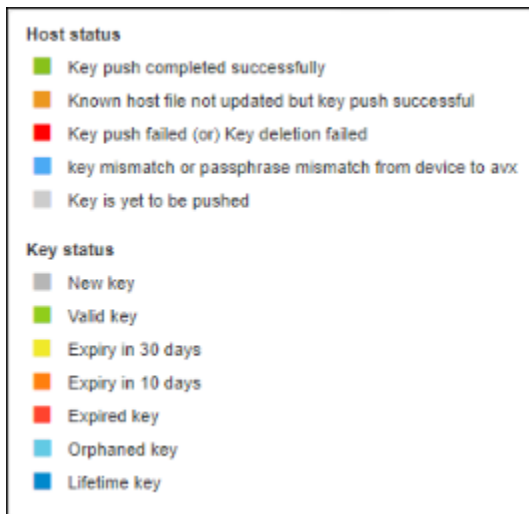 Host status
Key push completed successfully
Known host file not updated but key push successful
Key push failed (or) Key deletion failed
key mismatch or passphrase mismatch from device to avx
Key is yet to be pushed
Key status
New key
Valid key
Expiry in 30 days
Expiry in 10 days
Expired key
Orphaned key
Lifetime key